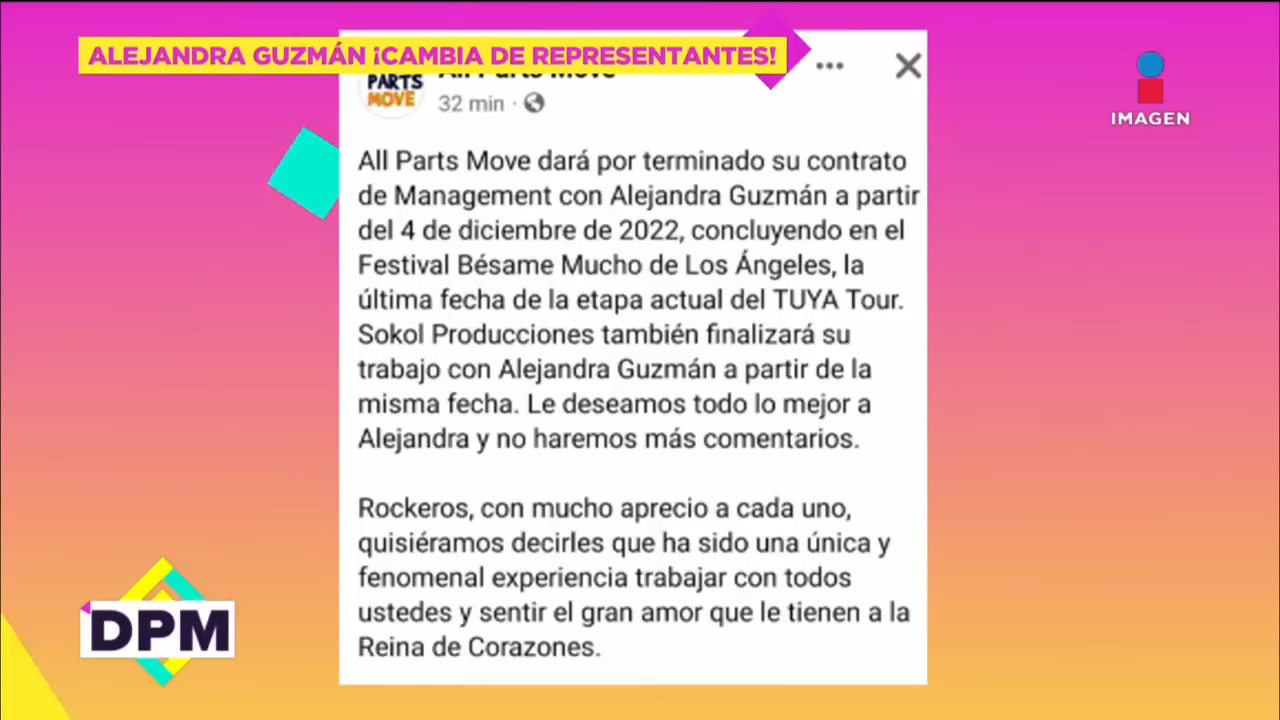 ALEJANDRA GUZMÁN ¡CAMBIA DE REPRESENTANTES!
IMAGEN
All Parts Move
PARTS
MOVE
32 min ·
All Parts Move dará por terminado su contrato
de Management con Alejandra Guzmán a partir
del 4 de diciembre de 2022, concluyendo en el
Festival Bésame Mucho de Los Ángeles, la
última fecha de la etapa actual del TUYA Tour.
Sokol Producciones también finalizará su
trabajo con Alejandra Guzmán a partir de la
misma fecha. Le deseamos todo lo mejor a
Alejandra y no haremos más comentarios.
Rockeros, con mucho aprecio a cada uno,
quisiéramos decirles que ha sido una única y
fenomenal experiencia trabajar con todos
ustedes y sentir el gran amor que le tienen a la
Reina de Corazones.
DPM